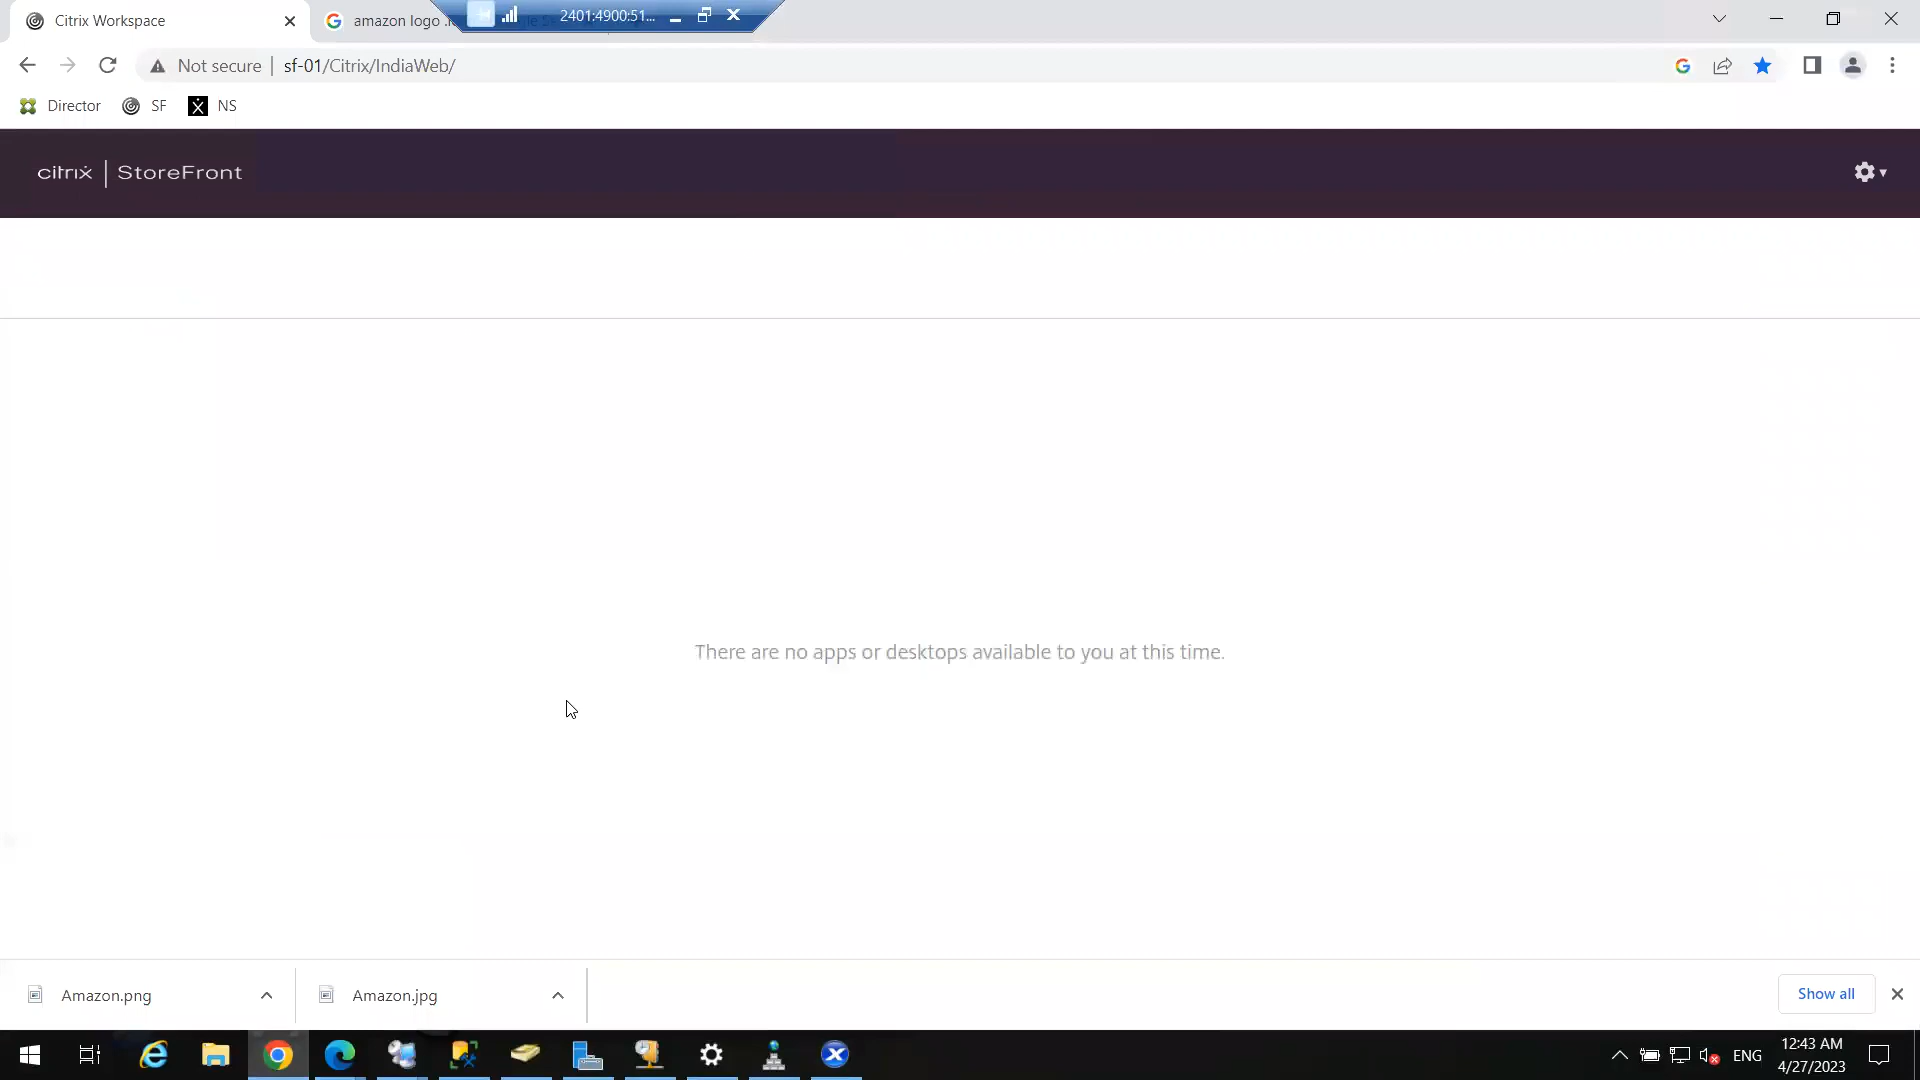 Citrix Workspace
amazon logo
2401:4900:51...
Not secure
sf-01/Citrix/IndiaWeb/
Director
SF
NS
citrix | StoreFront
There are no apps or desktops available to you at this time.
Amazon.png
Amazon.jpg
Show all
ENG
12:43 AM
4/27/2023